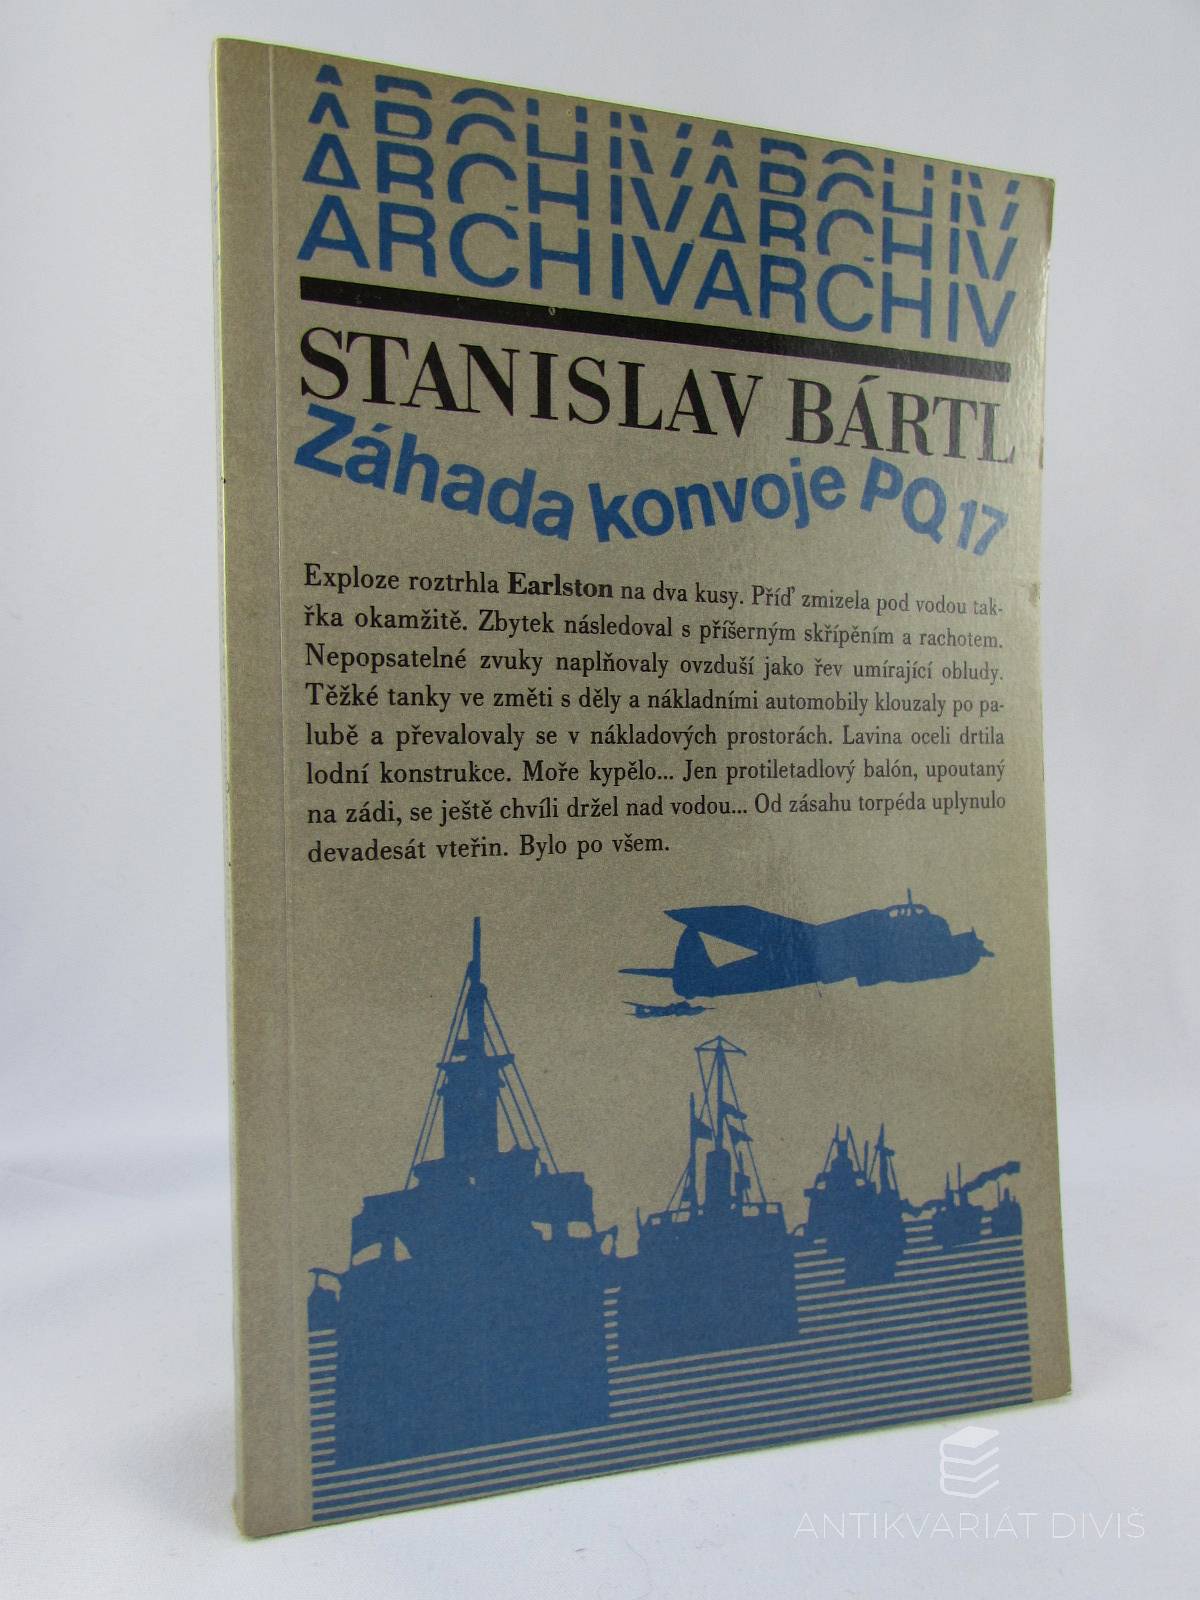 ARCHIVARCHIV
ARCHIVARCHIV
ARCHIVARCHIV
ARCHIVARCHIV
STANISLAV BÁRTL
Záhada konvoje PQ 17
Exploze roztrhla Earlston na dva kusy. Příď zmizela pod vodou tak-
řka okamžitě. Zbytek následoval s příšerným skřípěním a rachotem.
Nepopsatelné zvuky naplňovaly ovzduší jako řev umírající obludy.
Těžké tanky ve změti s děly a nákladními automobily klouzaly po pa-
lubě a převalovaly se v nákladových prostorách. Lavina oceli drtila
lodní konstrukce. Moře kypělo... Jen protiletadlový balón, upoutaný
na zádi, se ještě chvíli držel nad vodou... Od zásahu torpéda uplynulo
devadesát vteřin. Bylo po všem.
ANTIKVARIÁT DIVIŠ